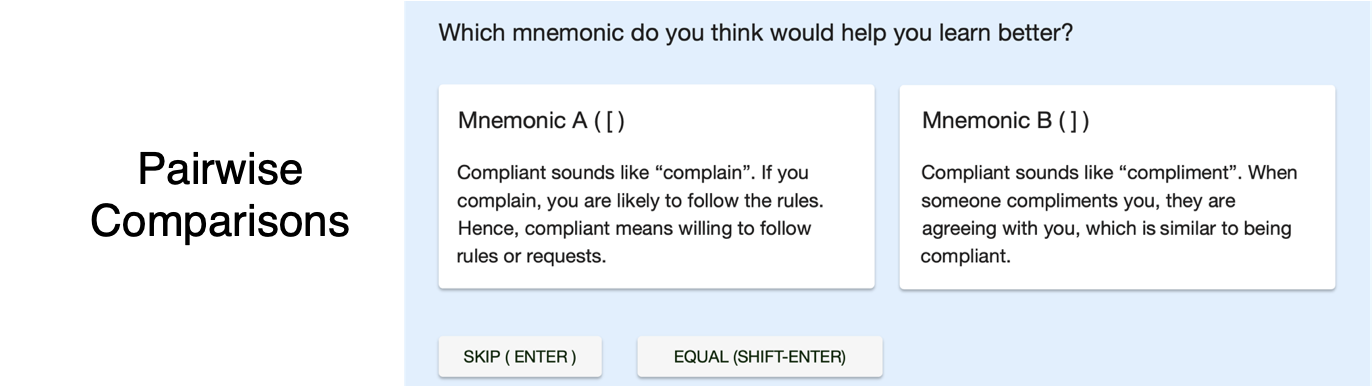 Pairwise
Comparisons
Which mnemonic do you think would help you learn better?
Mnemonic A ( [ )
Compliant sounds like “complain”. If you
complain, you are likely to follow the rules.
Hence, compliant means willing to follow
rules or requests.
Mnemonic B ( ] )
Compliant sounds like “compliment”. When
someone compliments you, they are
agreeing with you, which is similar to being
compliant.
SKIP ( ENTER )
EQUAL (SHIFT-ENTER)